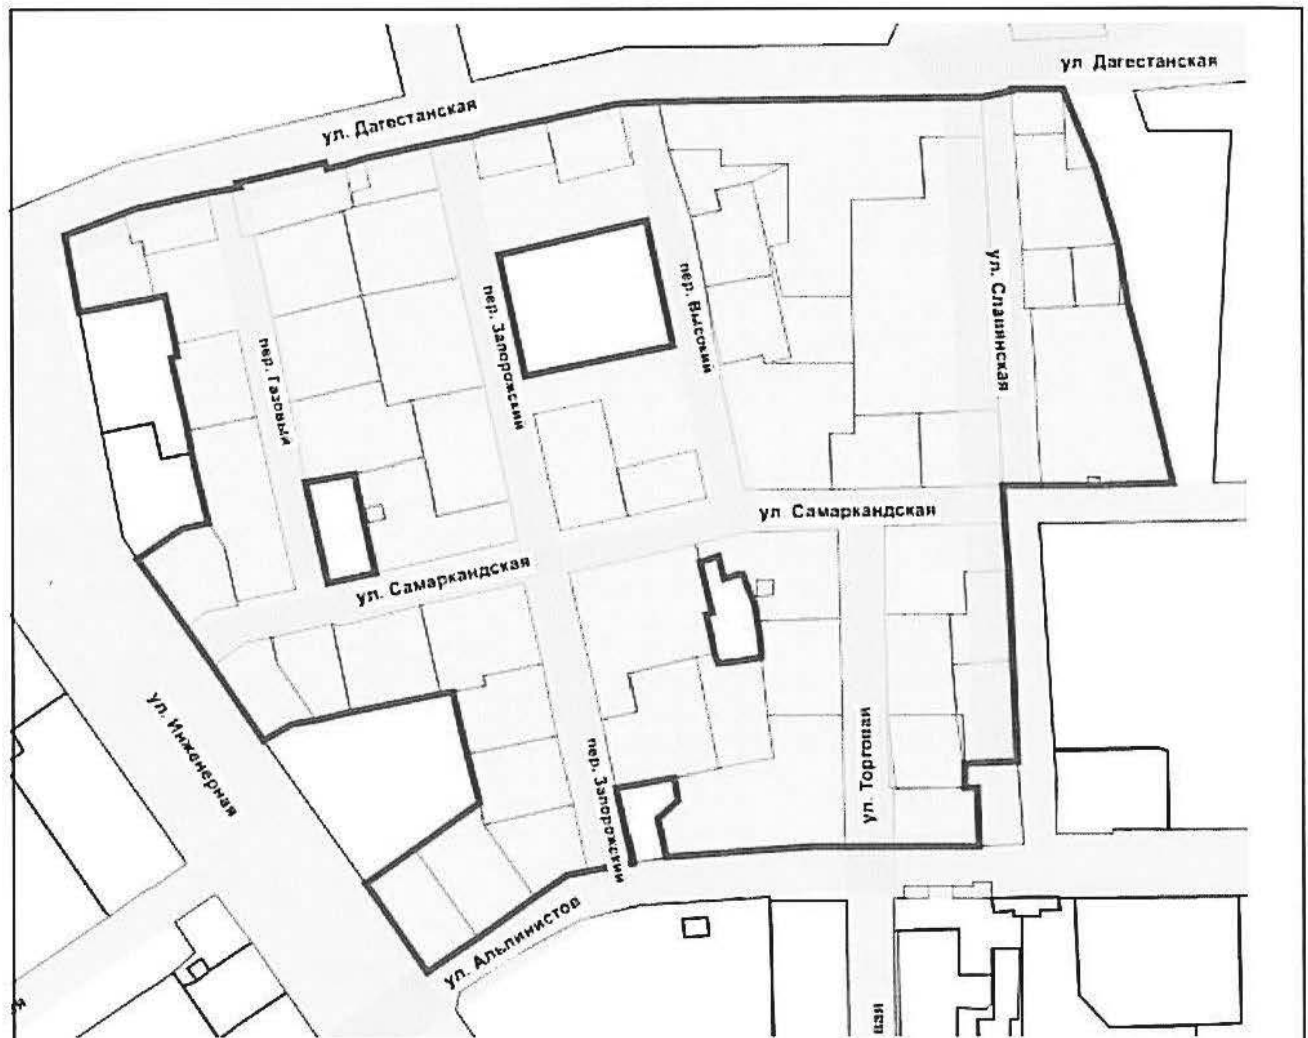 ул. Дагестанская
ул. Дагестанская
ул. Славинская
пер. Высокий
пер. Запорожский
пер. Газовый
ул. Самаркандская
ул. Самаркандская
ул. Инженерная
ул. Торговая
пер. Запорожский
ул. Альпинистов